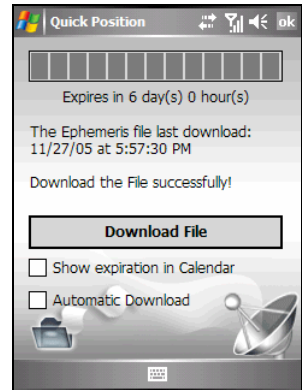 Quick Position
ok
Expires in 6 day(s) 0 hour(s)
The Ephemeris file last download:
11/27/05 at 5:57:30 PM
Download the File successfully!
Download File
Show expiration in Calendar
Automatic Download